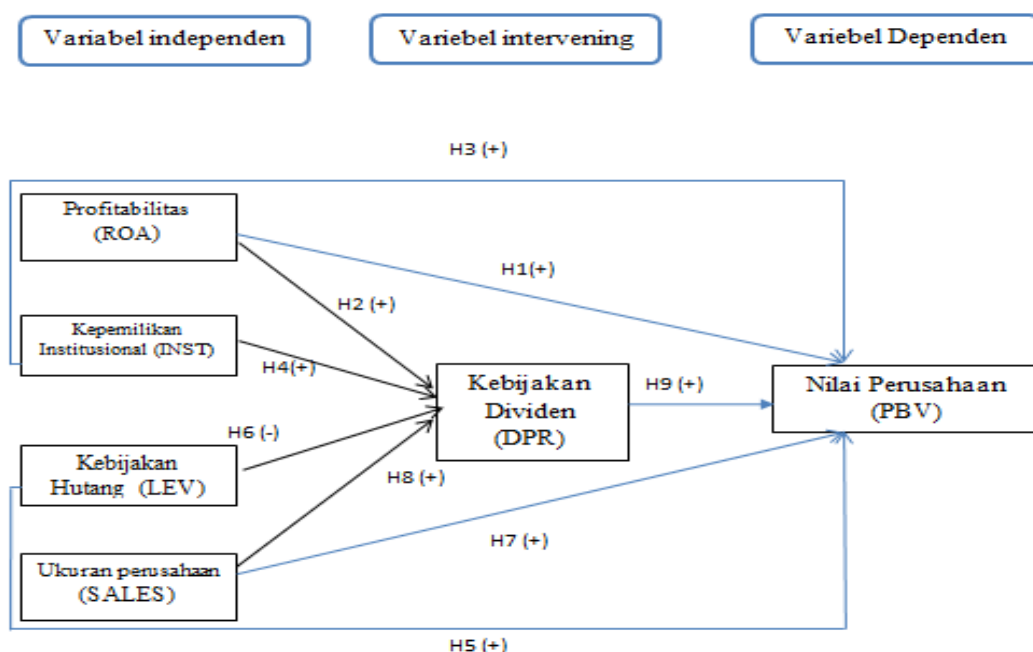 Variabel independen
Variebel intervening
Variebel Dependen
H3 (+)
Profitabilitas
(ROA)
H1(+)
H2 (+)
Kepemilikan
Institusional (INST)
H4(+)
Kebijakan
Dividen
(DPR)
H9 (+)
Nilai Perusahaan
(PBV)
H6 (-)
Kebijakan
Hutang (LEV)
H8 (+)
H7 (+)
Ukuran perusahaan
(SALES)
H5 (+)